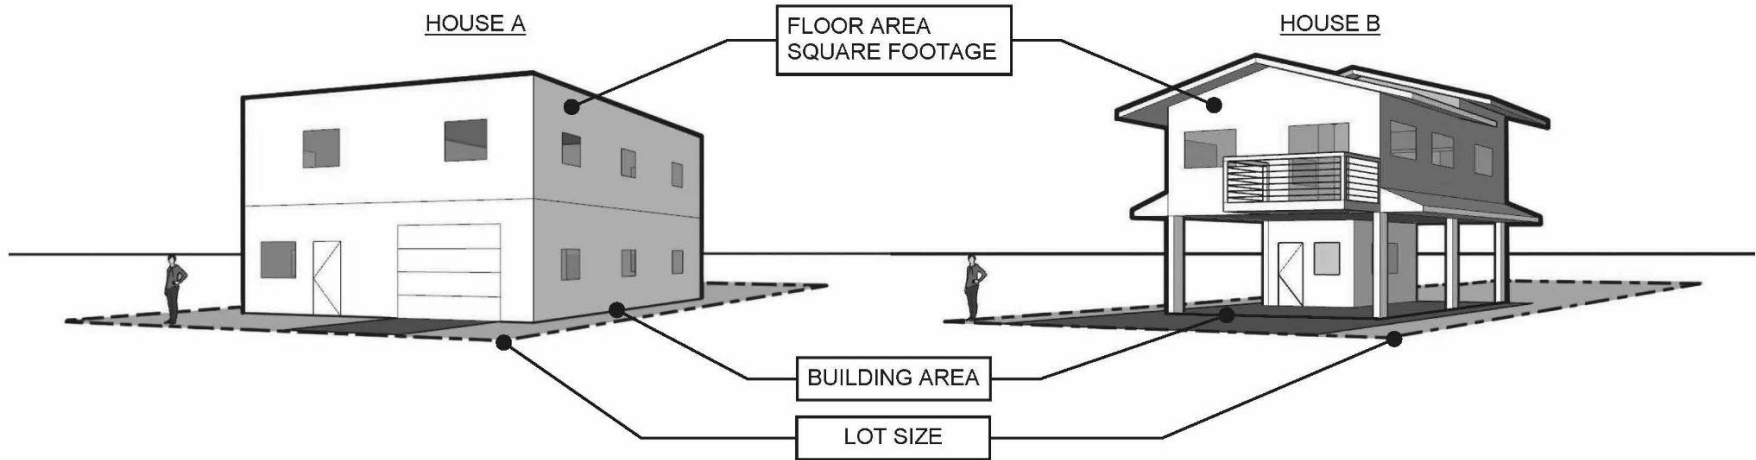 HOUSE A
FLOOR AREA
SQUARE FOOTAGE
HOUSE B
BUILDING AREA
LOT SIZE